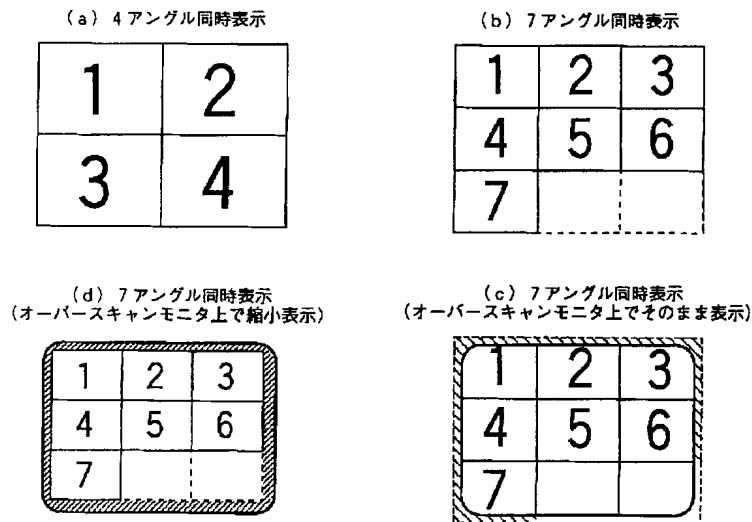 (a) 4アングル同時表示
1 2
3 4
(b) 7アングル同時表示
1 2 3
4 5 6
7
(d) 7アングル同時表示
(オーバースキャンモニタ上で縮小表示)
1 2 3
4 5 6
7
(c) 7アングル同時表示
(オーバースキャンモニタ上でそのまま表示)
1 2 3
4 5 6
7